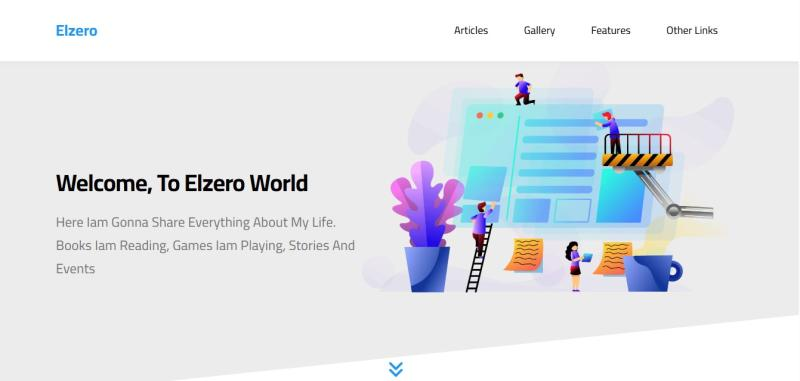 Elzero
Articles
Gallery
Features
Other Links
Welcome, To Elzero World
Here Iam Gonna Share Everything About My Life.
Books Iam Reading, Games Iam Playing, Stories And
Events